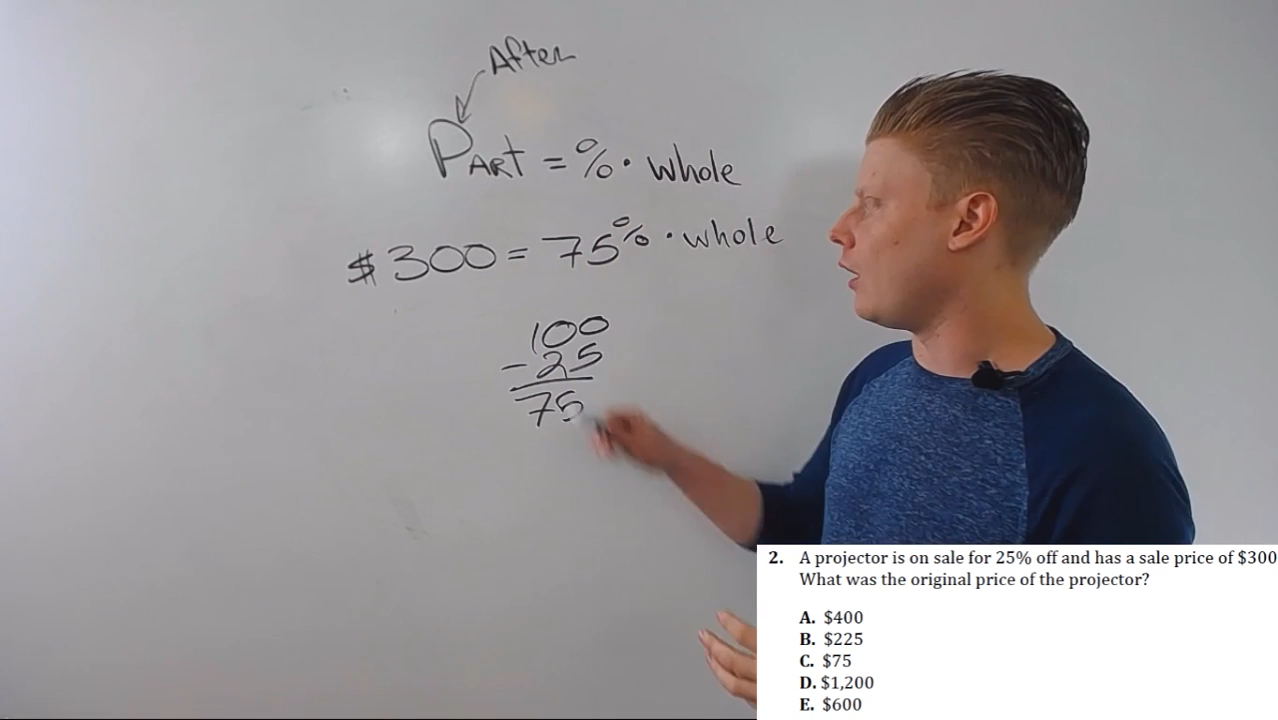 After
PART = % · whole
$300 = 75% · whole
100
- 25
75
2. A projector is on sale for 25% off and has a sale price of $300
What was the original price of the projector?
A. $400
B. $225
C. $75
D. $1,200
E. $600